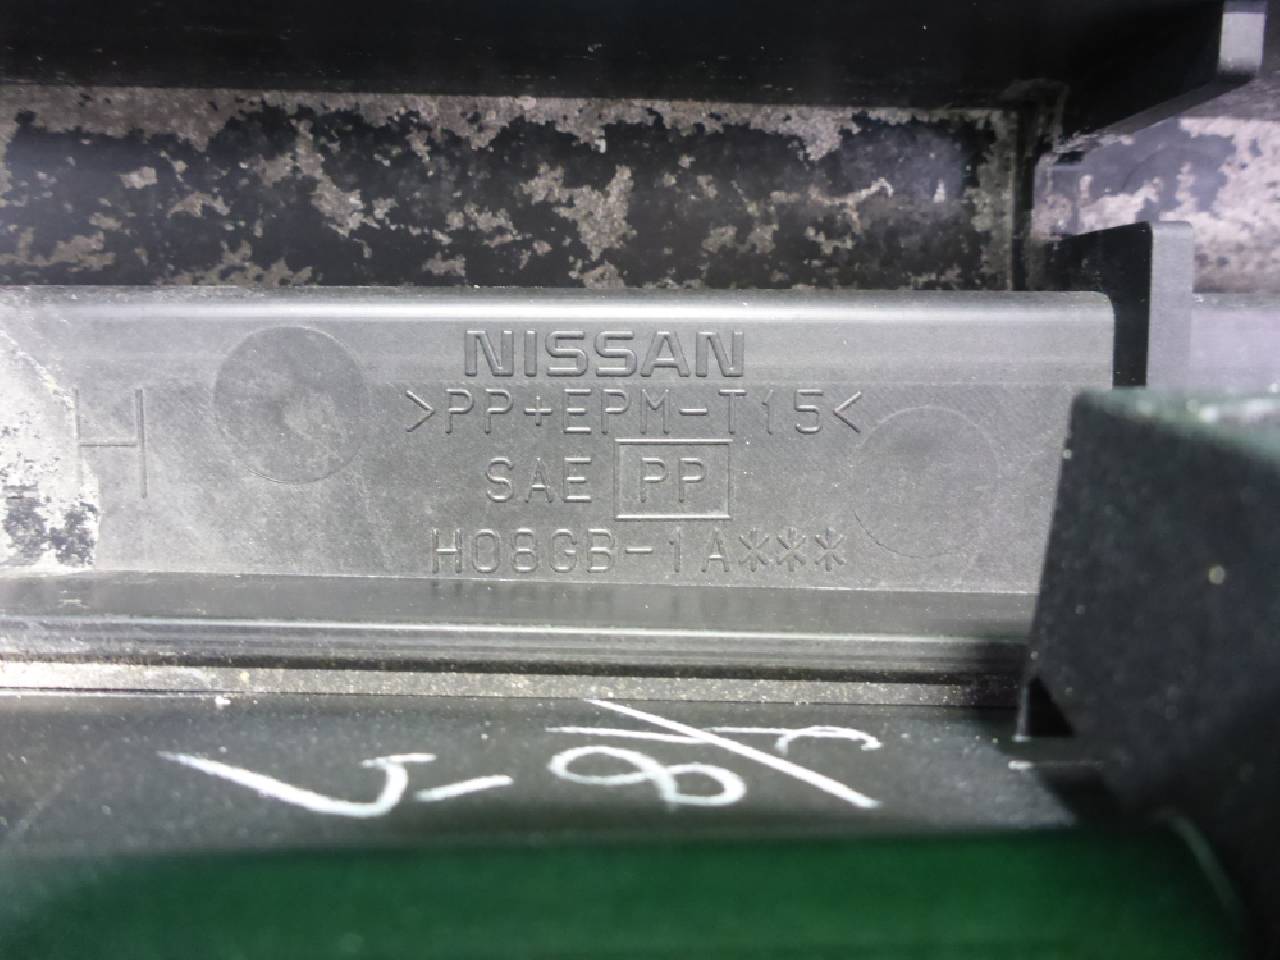 NISSAN
>PP+EPM-T15<
SAE PP
H
H08GB-1A***